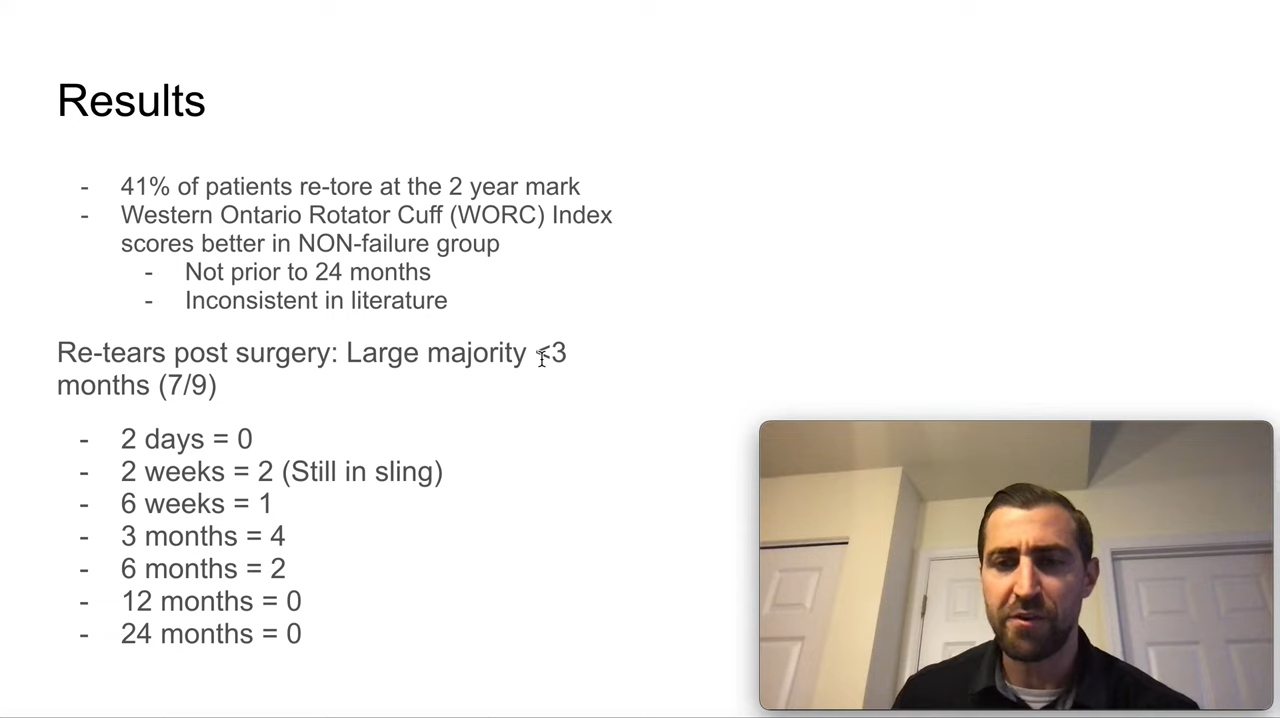 Results
- 41% of patients re-tore at the 2 year mark
- Western Ontario Rotator Cuff (WORC) Index
scores better in NON-failure group
- Not prior to 24 months
- Inconsistent in literature
Re-tears post surgery: Large majority <3
months (7/9)
- 2 days = 0
- 2 weeks = 2 (Still in sling)
- 6 weeks = 1
- 3 months = 4
- 6 months = 2
- 12 months = 0
- 24 months = 0